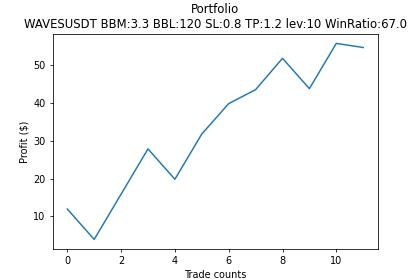 Portfolio
WAVESUSDT BBM:3.3 BBL:120 SL:0.8 TP:1.2 lev:10 WinRatio:67.0
50
40
30
20
10
Profit ($)
0 2 4 6 8 10
Trade counts